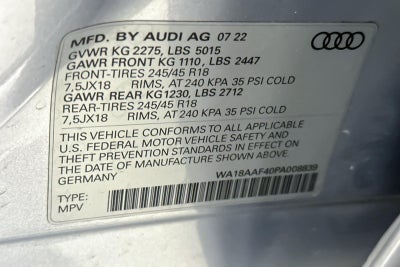 MFD. BY AUDI AG 07 22
GVWR KG 2275, LBS 5015
GAWR FRONT KG 1110, LBS 2447
FRONT-TIRES 245/45 R18
7,5JX18 RIMS, AT 240 KPA 35 PSI COLD
GAWR REAR KG1230, LBS 2712
REAR-TIRES 245/45 R18
7,5JX18 RIMS, AT 240 KPA 35 PSI COLD
THIS VEHICLE CONFORMS TO ALL APPLICABLE
U.S. FEDERAL MOTOR VEHICLE SAFETY AND
THEFT PREVENTION STANDARDS IN EFFECT ON
THE DATE OF MANUFACTURE SHOWN ABOVE.
WA18AAF40PA008839
TYPE:
MPV